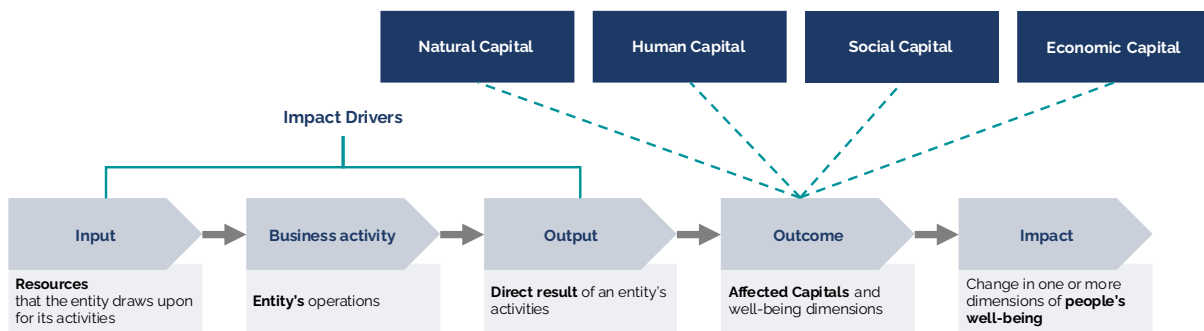 Natural Capital
Human Capital
Social Capital
Economic Capital
Impact Drivers
Input
Business activity
Output
Outcome
Impact
Resources
that the entity draws upon
for its activities
Entity's operations
Direct result of an entity's
activities
Affected Capitals and
well-being dimensions
Change in one or more
dimensions of people's
well-being